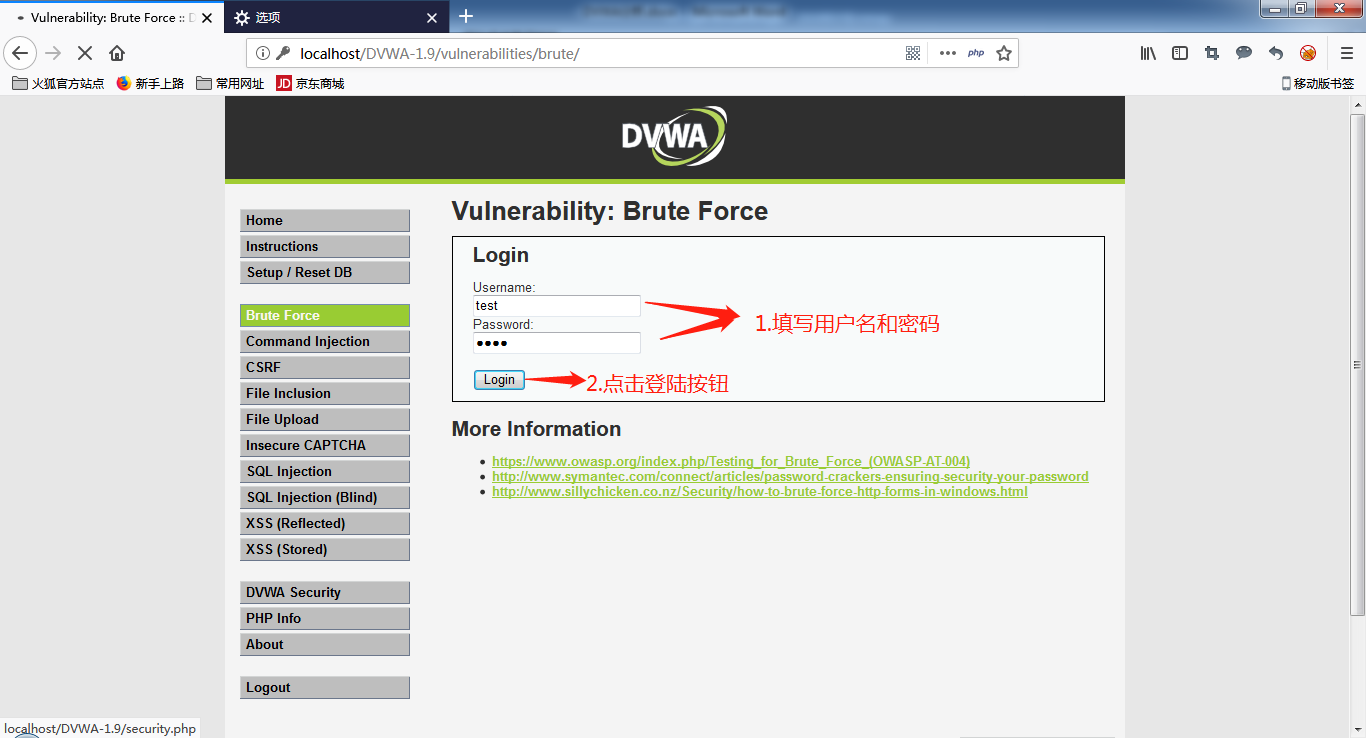 Vulnerability: Brute Force :: D
选项
localhost/DVWA-1.9/vulnerabilities/brute/
php
火狐官方站点
新手上路
常用网址
JD 京东商城
移动版书签
DVWA
Home
Instructions
Setup / Reset DB
Brute Force
Command Injection
CSRF
File Inclusion
File Upload
Insecure CAPTCHA
SQL Injection
SQL Injection (Blind)
XSS (Reflected)
XSS (Stored)
DVWA Security
PHP Info
About
Logout
Vulnerability: Brute Force
Login
Username:
test
Password:
1.填写用户名和密码
Login
2.点击登陆按钮
More Information
https://www.owasp.org/index.php/Testing_for_Brute_Force_(OWASP-AT-004)
http://www.symantec.com/connect/articles/password-crackers-ensuring-security-your-password
http://www.sillychicken.co.nz/Security/how-to-brute-force-http-forms-in-windows.html
localhost/DVWA-1.9/security.php